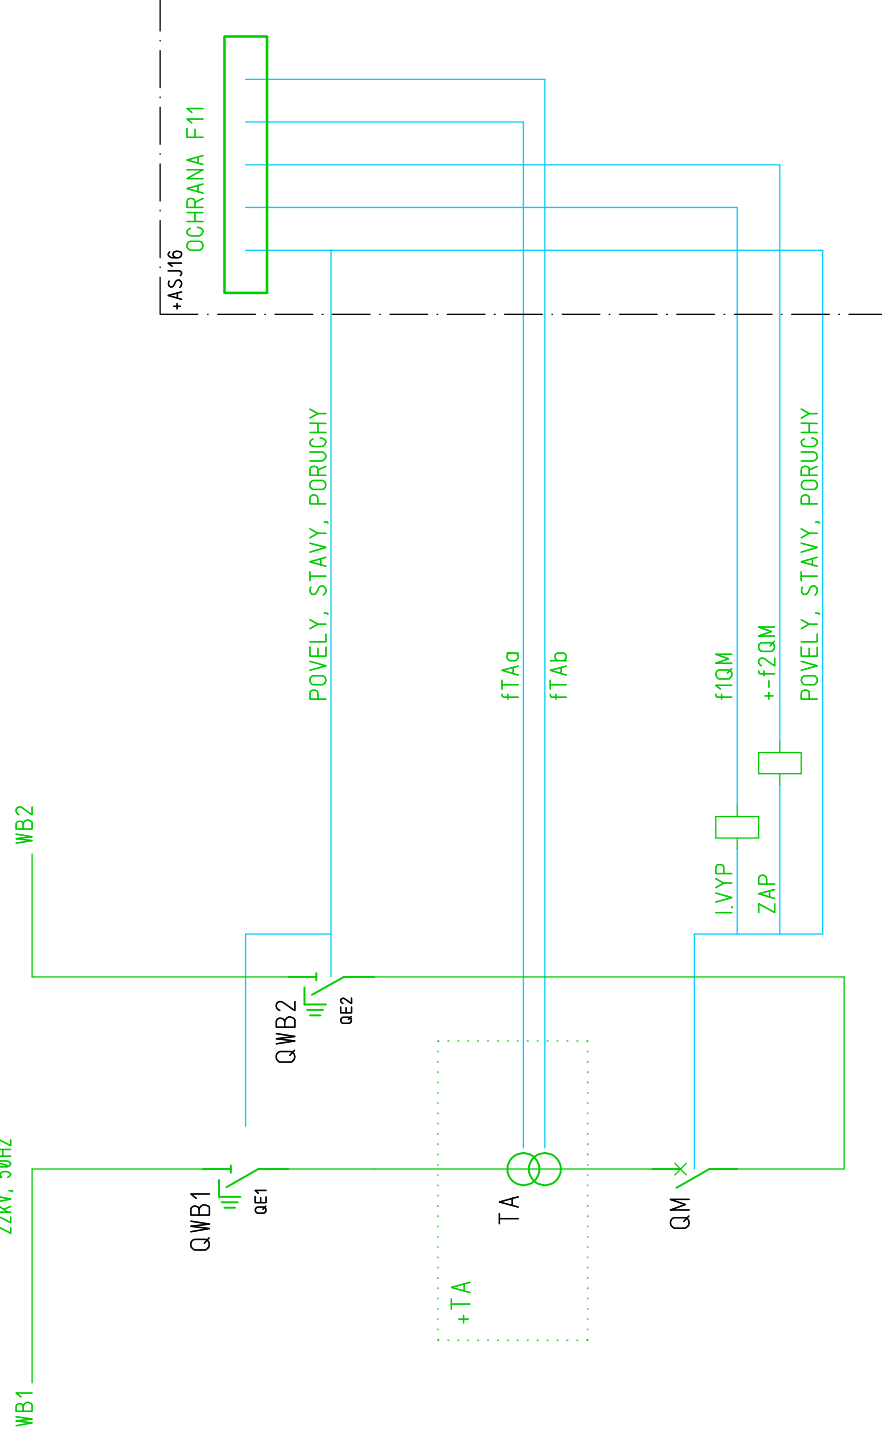 22kV, 50HZ
WB1
WB2
+ASJ16
OCHRANA F11
QWB1
QE1
QWB2
POVELY, STAVY, PORUCHY
QE2
+TA
TA
fTAa
fTAb
QM
I.VYP
f1QM
ZAP
+-f2QM
POVELY, STAVY, PORUCHY